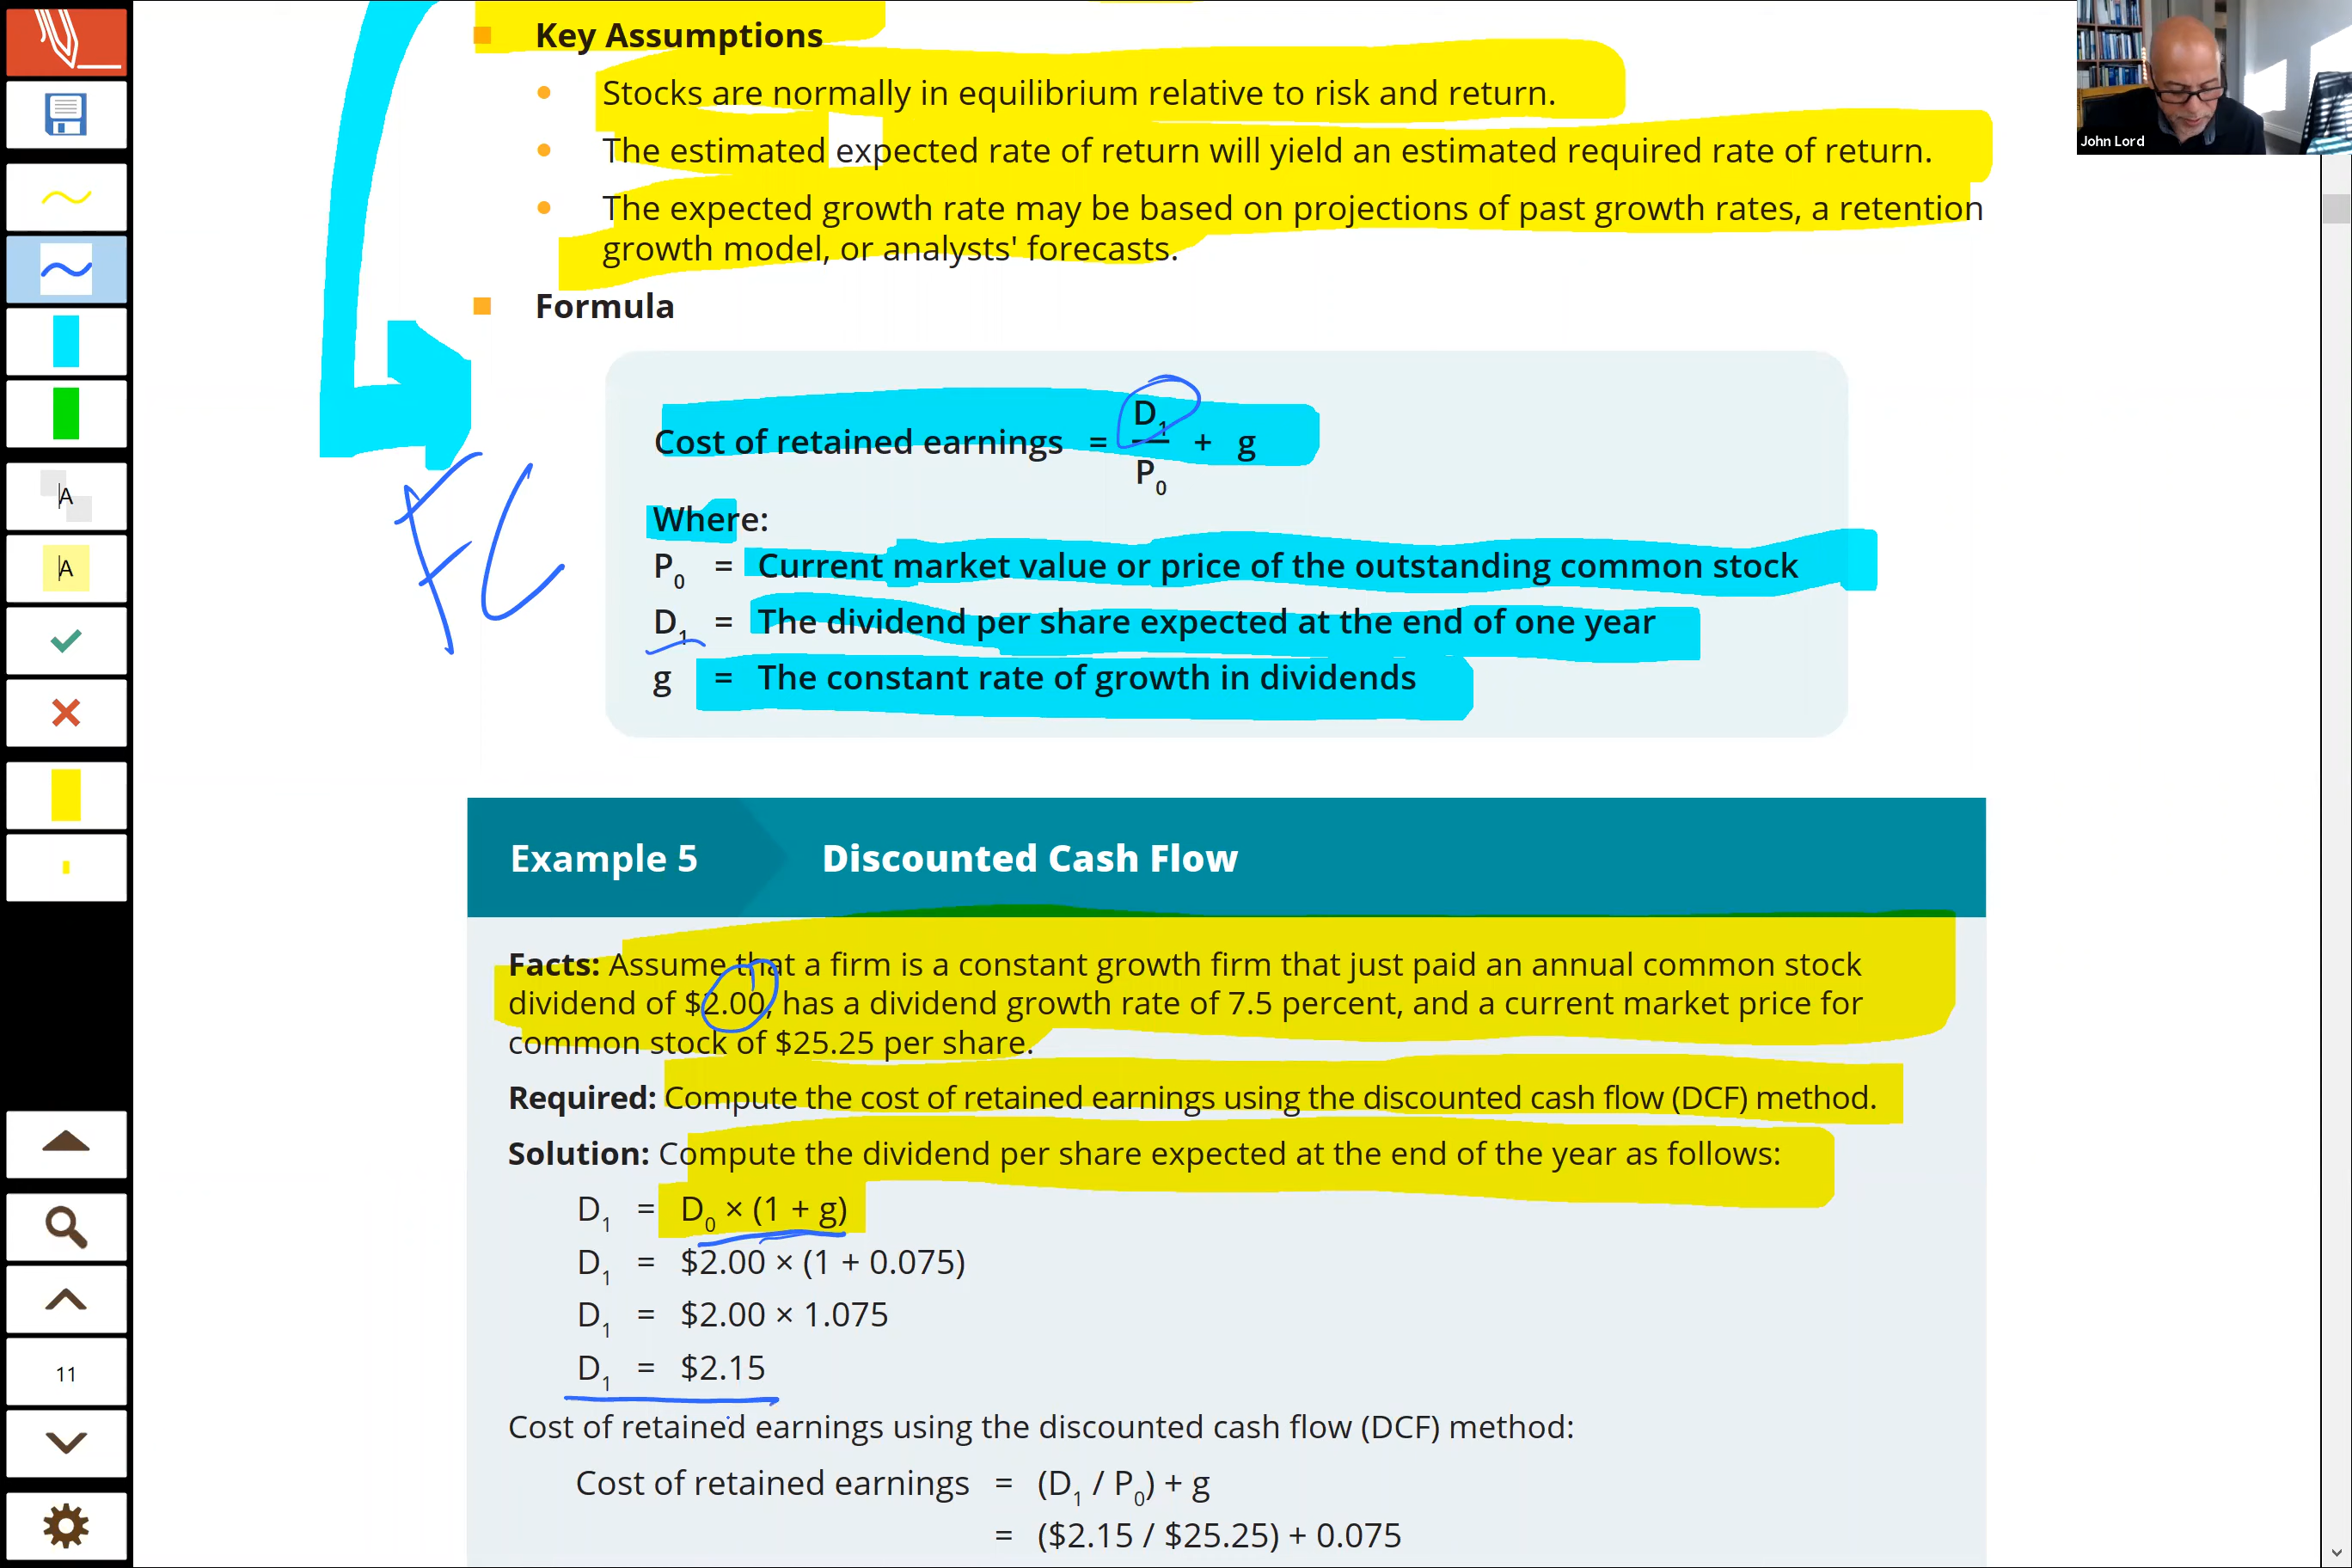 Key Assumptions
John Lord
Stocks are normally in equilibrium relative to risk and return.
The estimated expected rate of return will yield an estimated required rate of return.
The expected growth rate may be based on projections of past growth rates, a retention
growth model, or analysts' forecasts.
Formula
Cost of retained earnings = D₁/P₀ + g
FC
Where:
P₀ = Current market value or price of the outstanding common stock
D₁ = The dividend per share expected at the end of one year
g = The constant rate of growth in dividends
A
A
Example 5 Discounted Cash Flow
Facts: Assume that a firm is a constant growth firm that just paid an annual common stock
dividend of $2.00, has a dividend growth rate of 7.5 percent, and a current market price for
common stock of $25.25 per share.
Required: Compute the cost of retained earnings using the discounted cash flow (DCF) method.
Solution: Compute the dividend per share expected at the end of the year as follows:
D₁ = D₀ × (1 + g)
D₁ = $2.00 × (1 + 0.075)
D₁ = $2.00 × 1.075
D₁ = $2.15
11
Cost of retained earnings using the discounted cash flow (DCF) method:
Cost of retained earnings = (D₁ / P₀) + g
= ($2.15 / $25.25) + 0.075